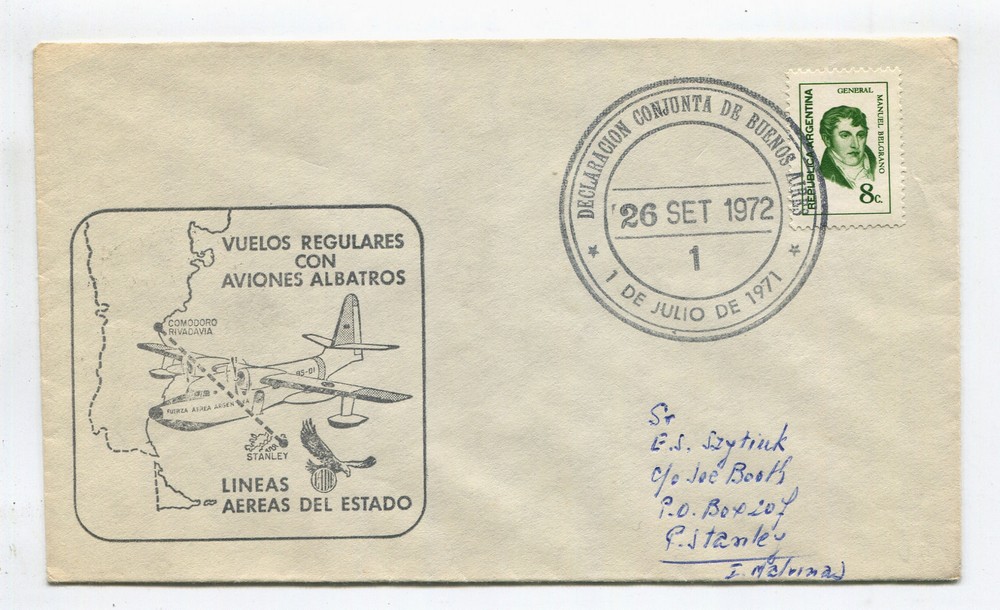 DECLARACION CONJUNTA DE BUENOS AIRES
26 SET 1972
1
1 DE JULIO DE 1971
REPUBLICA ARGENTINA
GENERAL
MANUEL BELGRANO
8c.
VUELOS REGULARES
CON
AVIONES ALBATROS
COMODORO
RIVADAVIA
BS-01
FUERZA AEREA ARGENTINA
STANLEY
LINEAS
AEREAS DEL ESTADO
Sr
E.S. Szytiuk
c/o Joe Booth
P.O. Box 207
P. Stanley
I. Malvinas